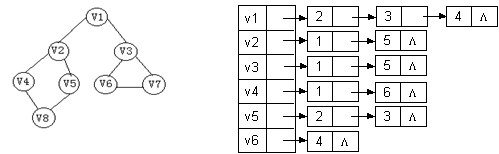 V1
V2
V3
V4
V5
V6
V7
V8
v1 2 3 4 ∧
v2 1 5 ∧
v3 1 5 ∧
v4 1 6 ∧
v5 2 3 ∧
v6 4 ∧